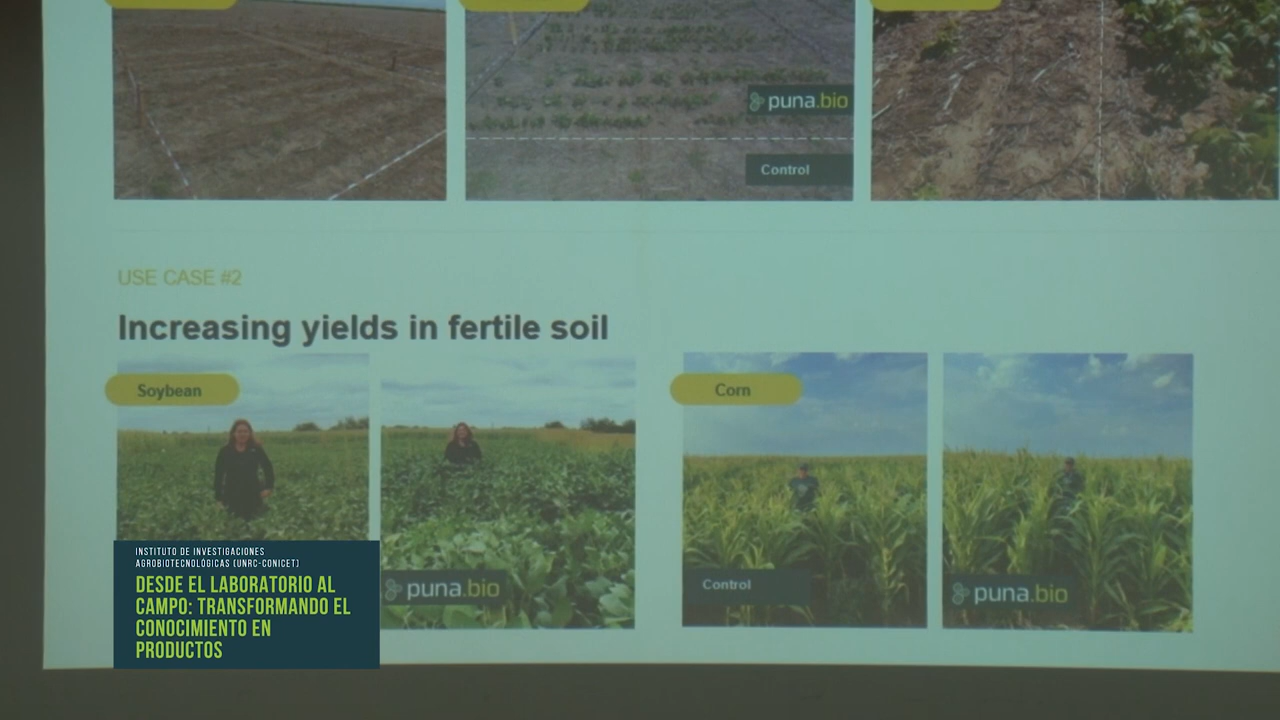 puna.bio
Control
USE CASE #2
Increasing yields in fertile soil
Soybean
Corn
puna.bio
Control
puna.bio
INSTITUTO DE INVESTIGACIONES
AGROBIOTECNOLÓGICAS (UNRC-CONICET)
DESDE EL LABORATORIO AL
CAMPO: TRANSFORMANDO EL
CONOCIMIENTO EN
PRODUCTOS